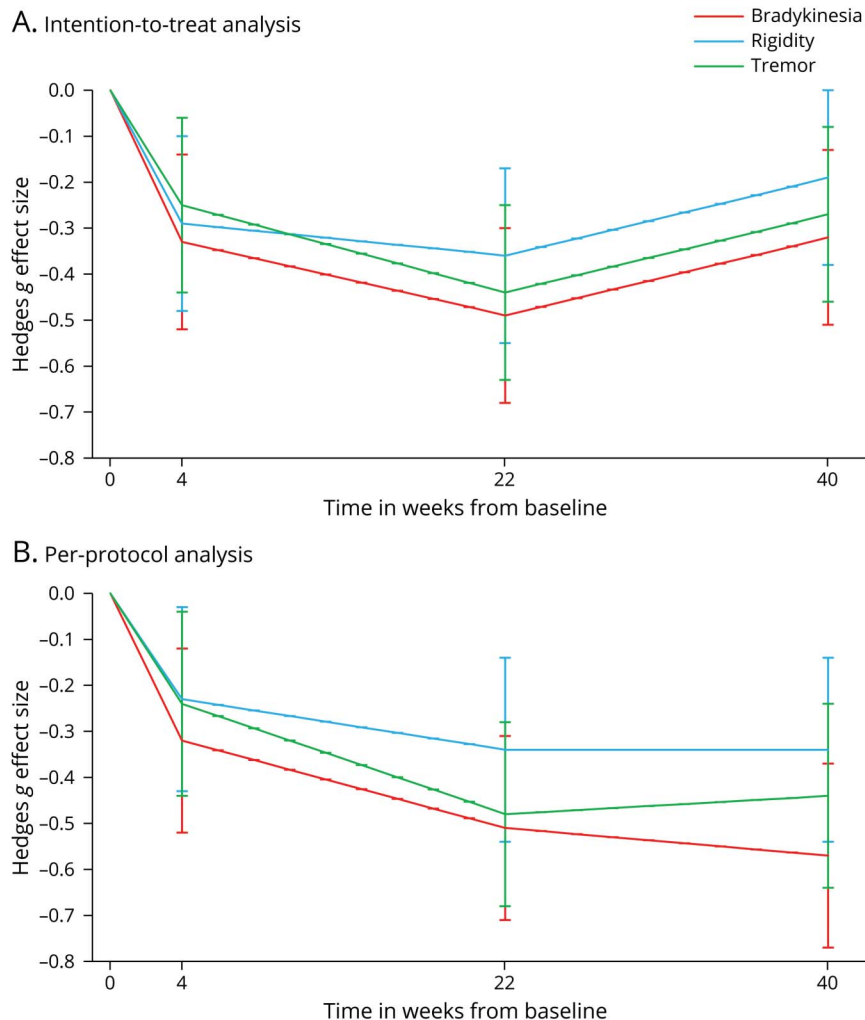 A. Intention-to-treat analysis
Bradykinesia
Rigidity
Tremor
Hedges g effect size
0.0
–0.1
–0.2
–0.3
–0.4
–0.5
–0.6
–0.7
–0.8
0 4 22 40
Time in weeks from baseline
B. Per-protocol analysis
Hedges g effect size
0.0
–0.1
–0.2
–0.3
–0.4
–0.5
–0.6
–0.7
–0.8
0 4 22 40
Time in weeks from baseline